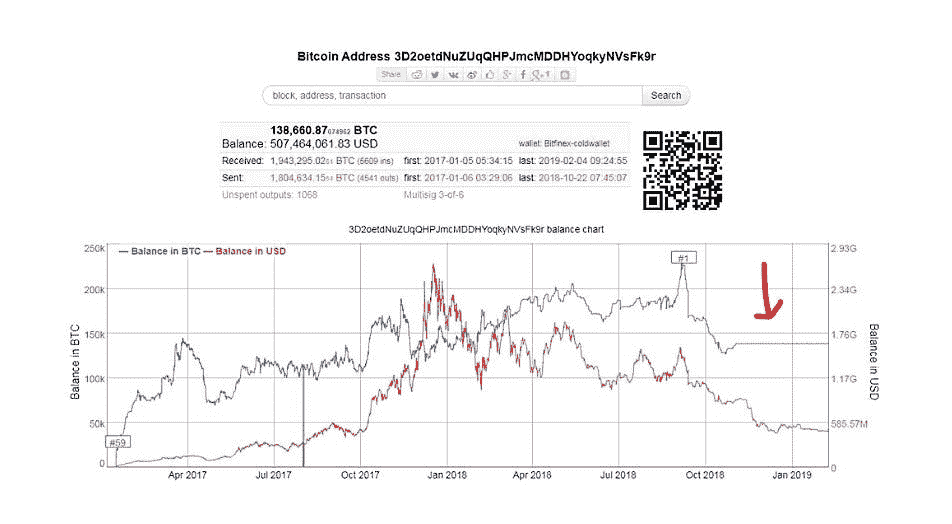 Bitcoin Address 3D2oetdNuZUqQHPJmcMDDHYoqkyNVsFk9r
Share:
block, address, transaction Search
138,660.87074962 BTC
Balance: 507,464,061.83 USD wallet: Bitfinex-coldwallet
Received: 1,943,295.02 BTC (5609 ins) first: 2017-01-05 05:34:15 last: 2019-02-04 09:24:55
Sent: 1,804,634.15 BTC (4541 outs) first: 2017-01-06 03:29:06 last: 2018-10-22 07:45:07
Unspent outputs: 1068 Multisig 3-of-6
3D2oetdNuZUqQHPJmcMDDHYoqkyNVsFk9r balance chart
Balance in BTC Balance in USD
250k
200k
150k
100k
50k
0
Balance in BTC
#59
#1
2.93G
2.34G
1.76G
1.17G
585.57M
0
Balance in USD
Apr 2017 Jul 2017 Oct 2017 Jan 2018 Apr 2018 Jul 2018 Oct 2018 Jan 2019